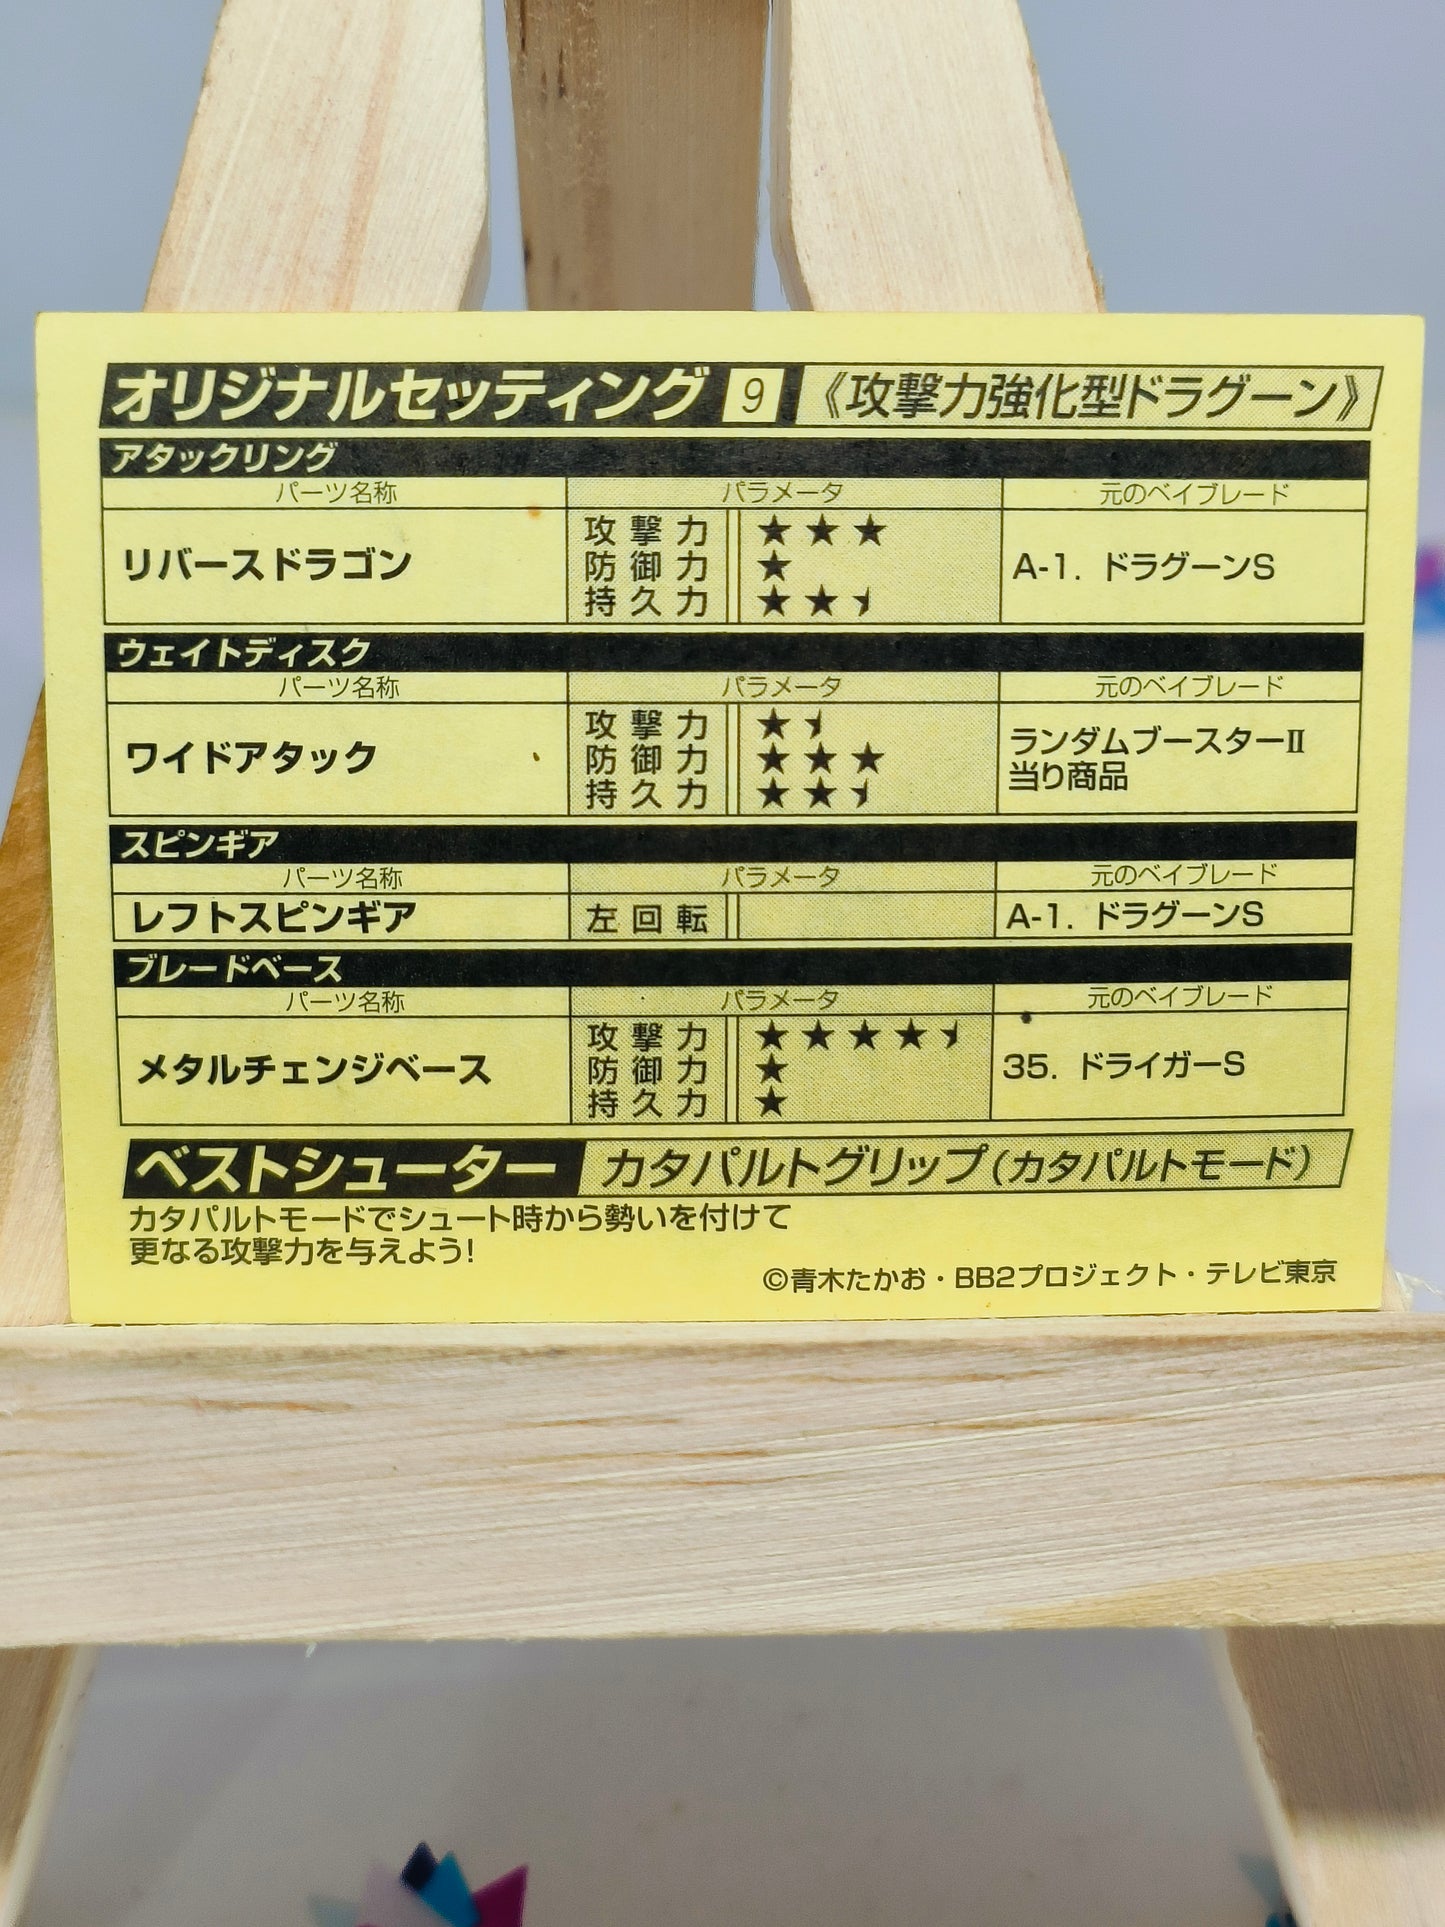 オリジナルセッティング 9 《攻撃力強化型ドラグーン》
アタックリング
パーツ名称 パラメータ 元のベイブレード
リバースドラゴン
攻撃力 ★★★
防御力 ★
持久力 ★★⯨
A-1. ドラグーンS
ウェイトディスク
パーツ名称 パラメータ 元のベイブレード
ワイドアタック
攻撃力 ★⯨
防御力 ★★★
持久力 ★★⯨
ランダムブースターⅡ
当り商品
スピンギア
パーツ名称 パラメータ 元のベイブレード
レフトスピンギア 左回転 A-1. ドラグーンS
ブレードベース
パーツ名称 パラメータ 元のベイブレード
メタルチェンジベース
攻撃力 ★★★★⯨
防御力 ★
持久力 ★
35. ドライガーS
ベストシューター カタパルトグリップ(カタパルトモード)
カタパルトモードでシュート時から勢いを付けて
更なる攻撃力を与えよう!
©青木たかお・BB2プロジェクト・テレビ東京